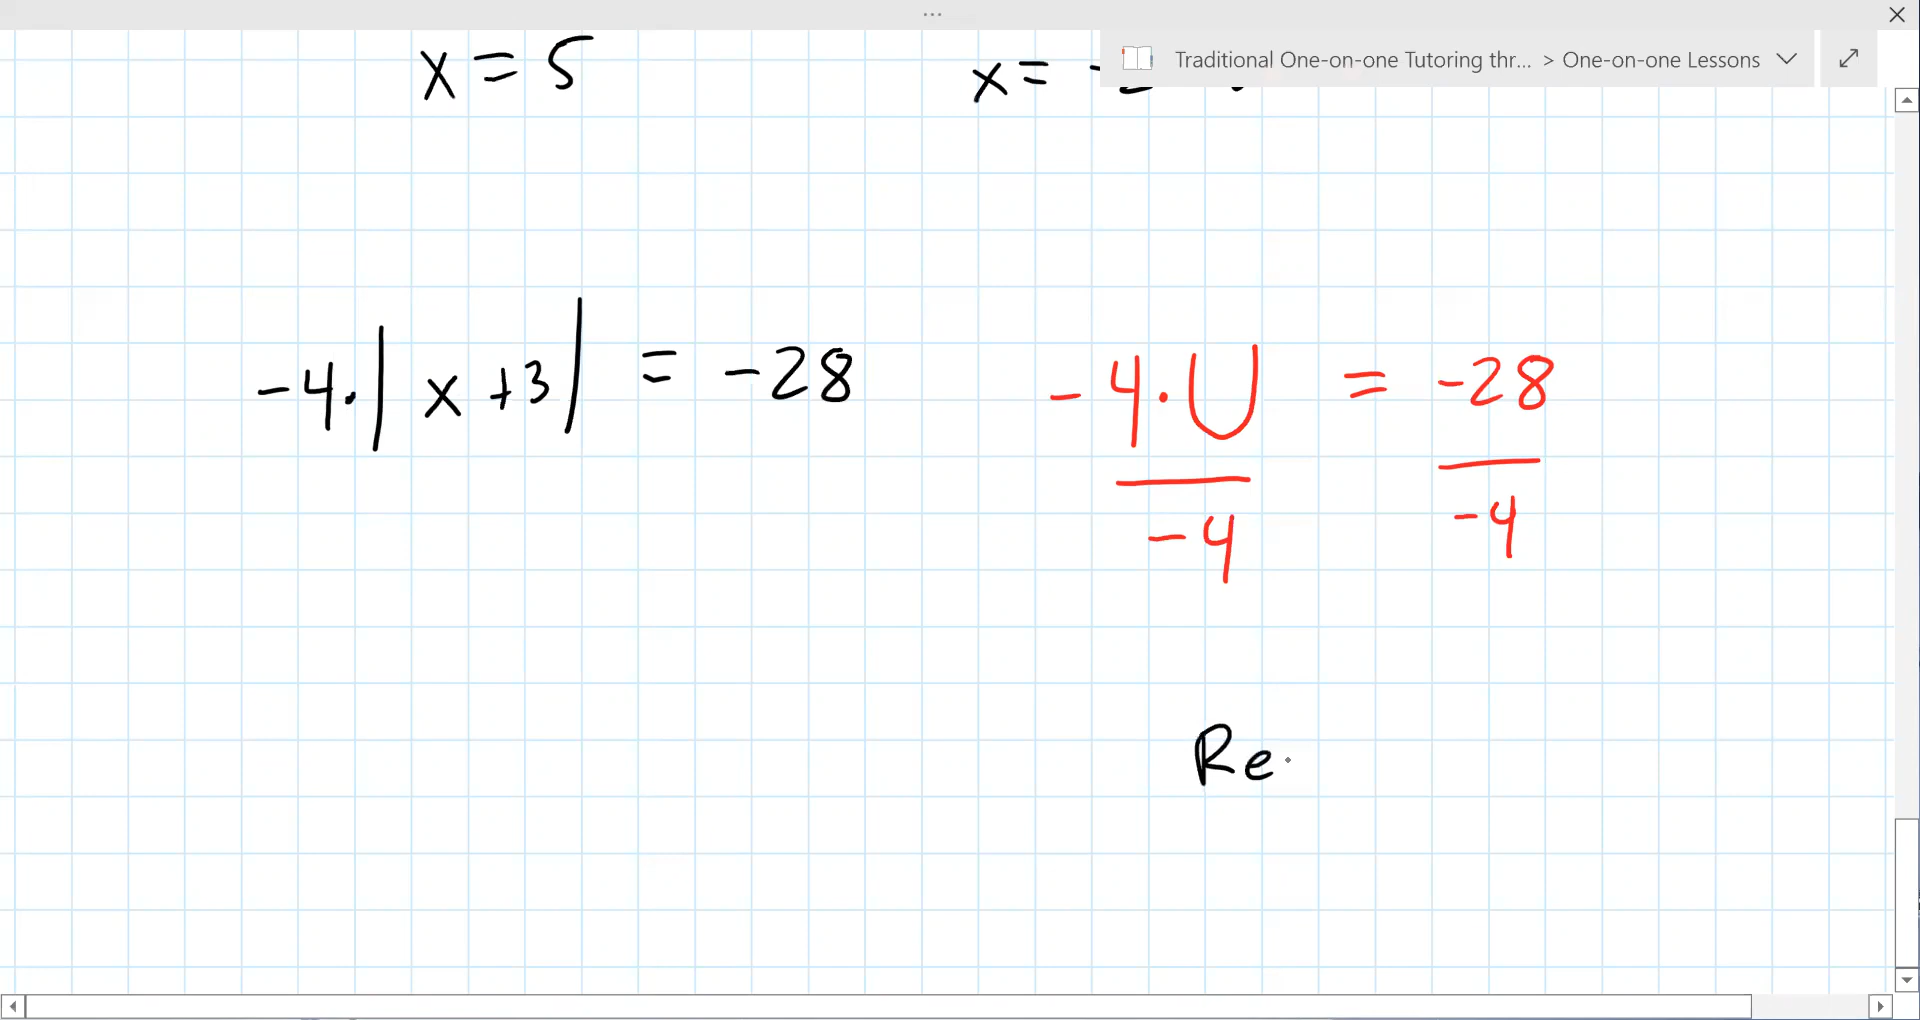 ...
Traditional One-on-one Tutoring thr... > One-on-one Lessons
x = 5
x = -
-4·|x+3| = -28
-4·U = -28
-4 -4
Re